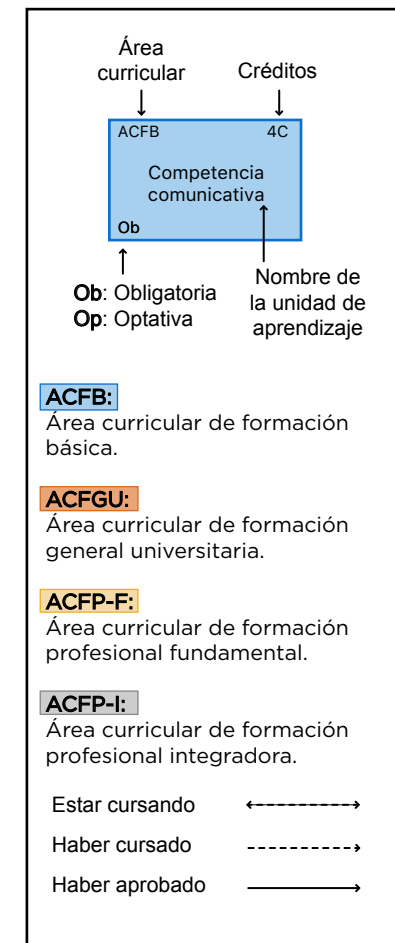 Área
curricular
Créditos
ACFB 4C
Competencia
comunicativa
Ob
Ob: Obligatoria
Op: Optativa
Nombre de
la unidad de
aprendizaje
ACFB:
Área curricular de formación
básica.
ACFGU:
Área curricular de formación
general universitaria.
ACFP-F:
Área curricular de formación
profesional fundamental.
ACFP-I:
Área curricular de formación
profesional integradora.
Estar cursando
Haber cursado
Haber aprobado